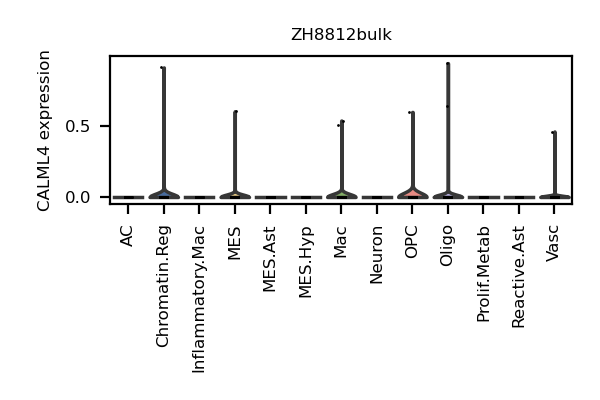 ZH8812bulk
CALML4 expression
0.5
0.0
AC
Chromatin.Reg
Inflammatory.Mac
MES
MES.Ast
MES.Hyp
Mac
Neuron
OPC
Oligo
Prolif.Metab
Reactive.Ast
Vasc